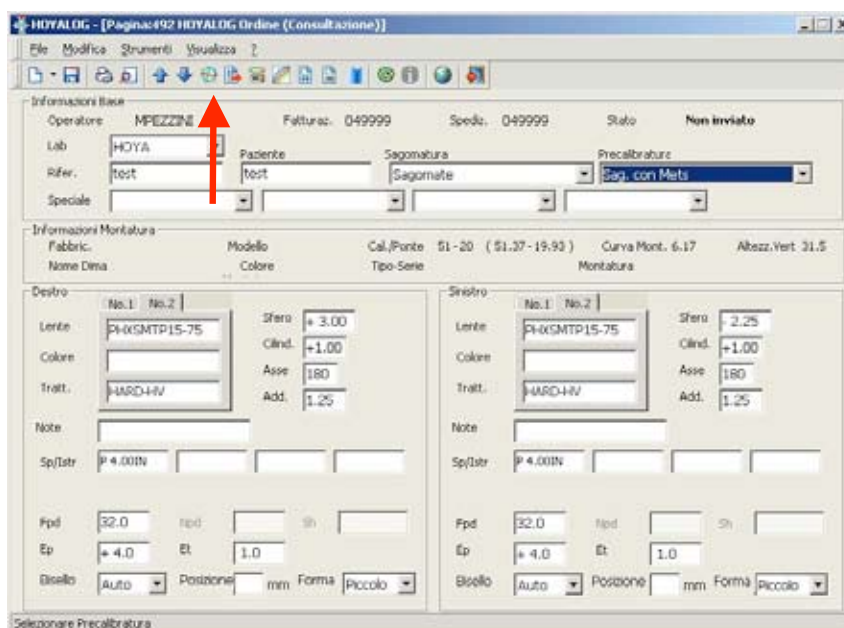 HOYALOG - [Pagina:492 HOYALOG Ordine (Consultazione)]
File Modifica Strumenti Visualizza ?
Informazioni Base
Operatore MPEZZINI Fatturaz. 049999 Spediz. 049999 Stato Non inviato
Lab HOYA Paziente Sagomatura Precalibratura
Rifer. test test Sagomate Sag. con Mets
Speciale
Informazioni Montatura
Fabbric. Modello Cal./Ponte 51-20 ( 51.37-19.93 ) Curva Mont. 6.17 Altezz.Vert 31.5
Nome Dima Colore Tipo-Serie Montatura
Destro Sinistro
No.1 No.2 No.1 No.2
Lente PHXSMTP15-75 Sfero + 3.00 Lente PHXSMTP15-75 Sfero - 2.25
Colore Cilind. +1.00 Colore Cilind. +1.00
Asse 180 Asse 180
Tratt. HARD-HV Add. 1.25 Tratt. HARD-HV Add. 1.25
Note Note
Sp/Istr P 4.00IN Sp/Istr P 4.00IN
Fpd 32.0 Npd Sh Fpd 32.0 Npd Sh
Ep + 4.0 Et 1.0 Ep + 4.0 Et 1.0
Bisello Auto Posizione mm Forma Piccolo Bisello Auto Posizione mm Forma Piccolo
Selezionare Precalibratura